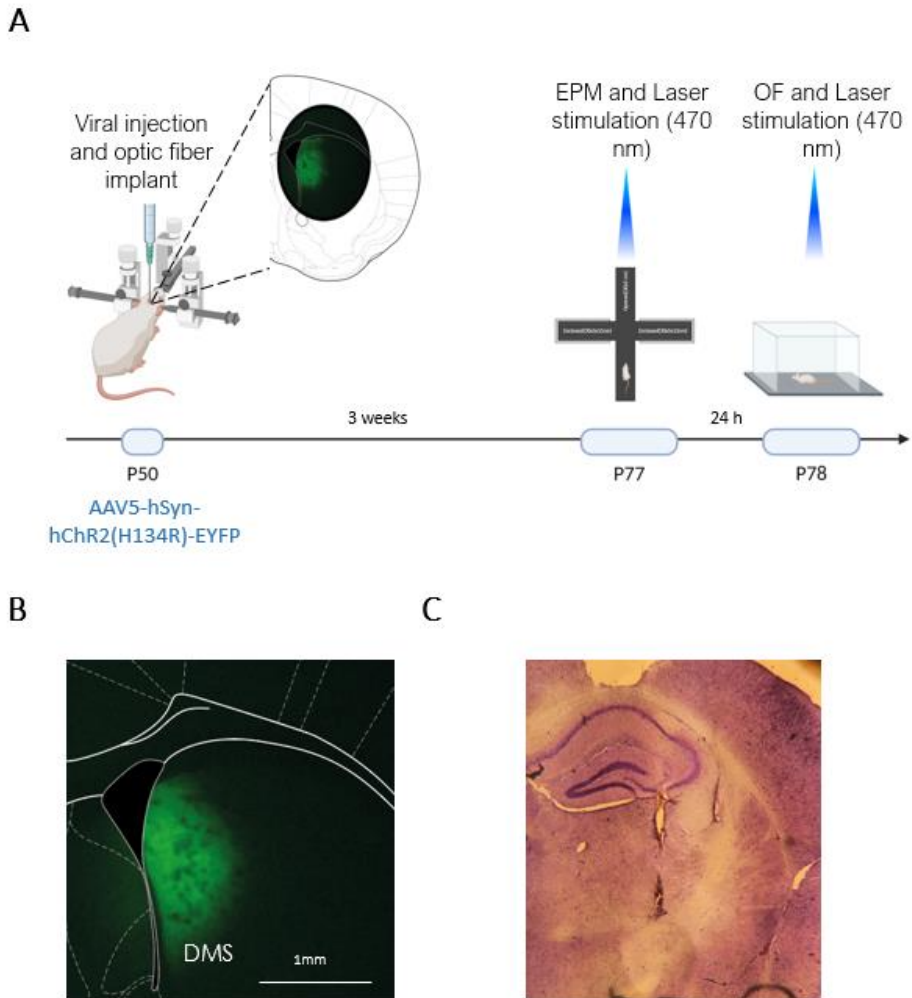 A
Viral injection
and optic fiber
implant
EPM and Laser
stimulation (470
nm)
OF and Laser
stimulation (470
nm)
3 weeks
24 h
P50
P77
P78
AAV5-hSyn-
hChR2(H134R)-EYFP
B
C
DMS
1mm